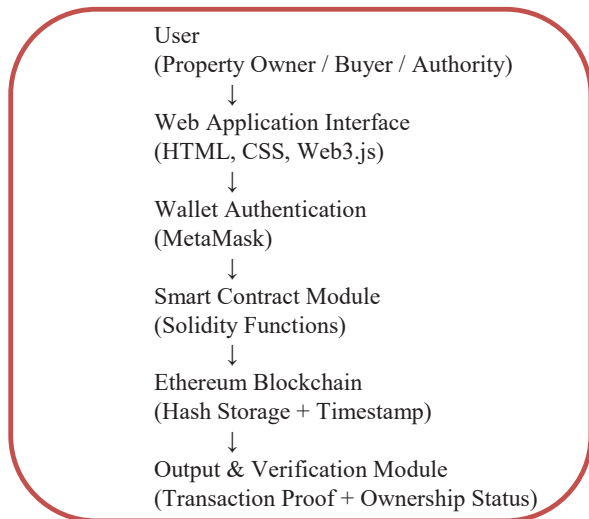 User
(Property Owner / Buyer / Authority)
↓
Web Application Interface
(HTML, CSS, Web3.js)
↓
Wallet Authentication
(MetaMask)
↓
Smart Contract Module
(Solidity Functions)
↓
Ethereum Blockchain
(Hash Storage + Timestamp)
↓
Output & Verification Module
(Transaction Proof + Ownership Status)